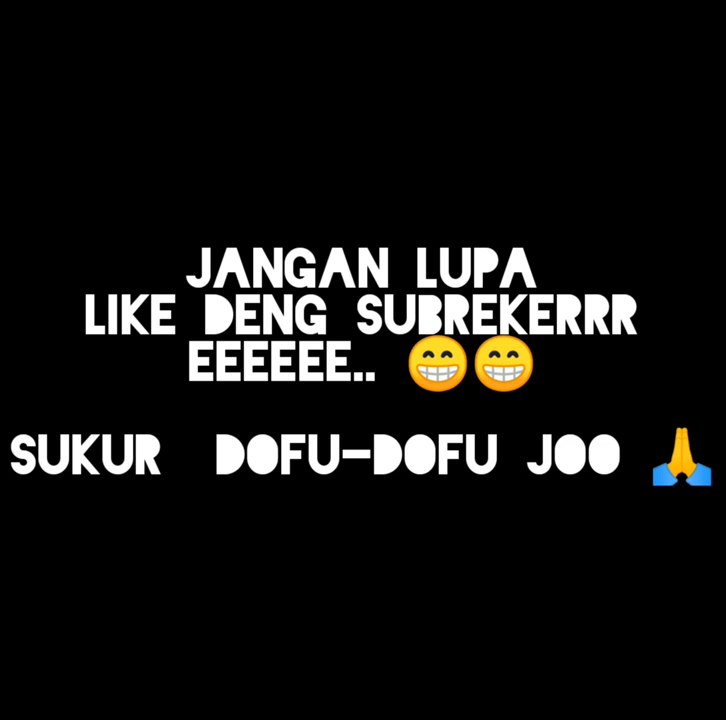 JANGAN LUPA
LIKE DENG SUBREKERRR
EEEEEE.. 😁😁
SUKUR DOFU-DOFU JOO 🙏